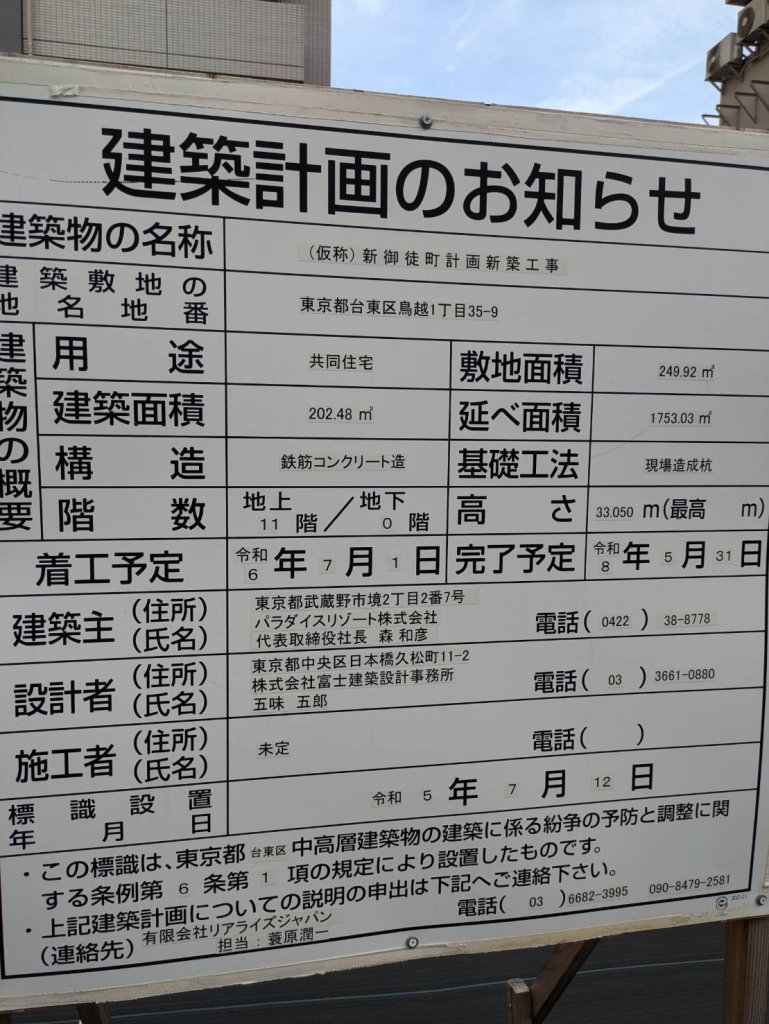 建築計画のお知らせ
建築物の名称 (仮称)新御徒町計画新築工事
建築敷地の地名地番 東京都台東区鳥越1丁目35-9
建築物の概要
用途 共同住宅 敷地面積 249.92 ㎡
建築面積 202.48 ㎡ 延べ面積 1753.03 ㎡
構造 鉄筋コンクリート造 基礎工法 現場造成杭
階数 地上 11 階/地下 0 階 高さ 33.050 m(最高 m)
着工予定 令和 6 年 7 月 1 日 完了予定 令和 8 年 5 月 31 日
建築主 (住所)(氏名)
東京都武蔵野市境2丁目2番7号
パラダイスリゾート株式会社
代表取締役社長 森 和彦
電話( 0422 ) 38-8778
設計者 (住所)(氏名)
東京都中央区日本橋久松町11-2
株式会社富士建築設計事務所
五味 五郎
電話( 03 ) 3661-0880
施工者 (住所)(氏名) 未定 電話( )
標識設置年月日 令和 5 年 7 月 12 日
・この標識は、東京都 台東区 中高層建築物の建築に係る紛争の予防と調整に関
する条例第 6 条第 1 項の規定により設置したものです。
・上記建築計画についての説明の申出は下記へご連絡下さい。
(連絡先) 有限会社リアライズジャパン
担当:蓑原潤一
電話( 03 )6682-3995 090-8479-2581